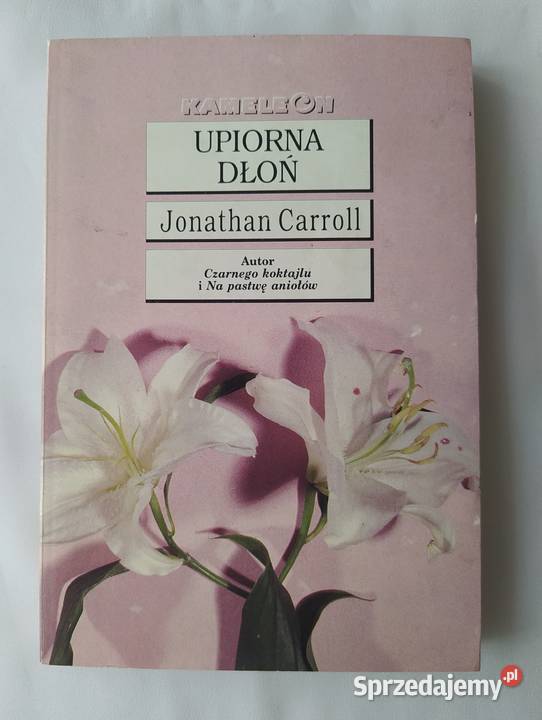 KAMELEON
UPIORNA
DŁOŃ
Jonathan Carroll
Autor
Czarnego koktajlu
i Na pastwę aniołów
Sprzedajemy.pl